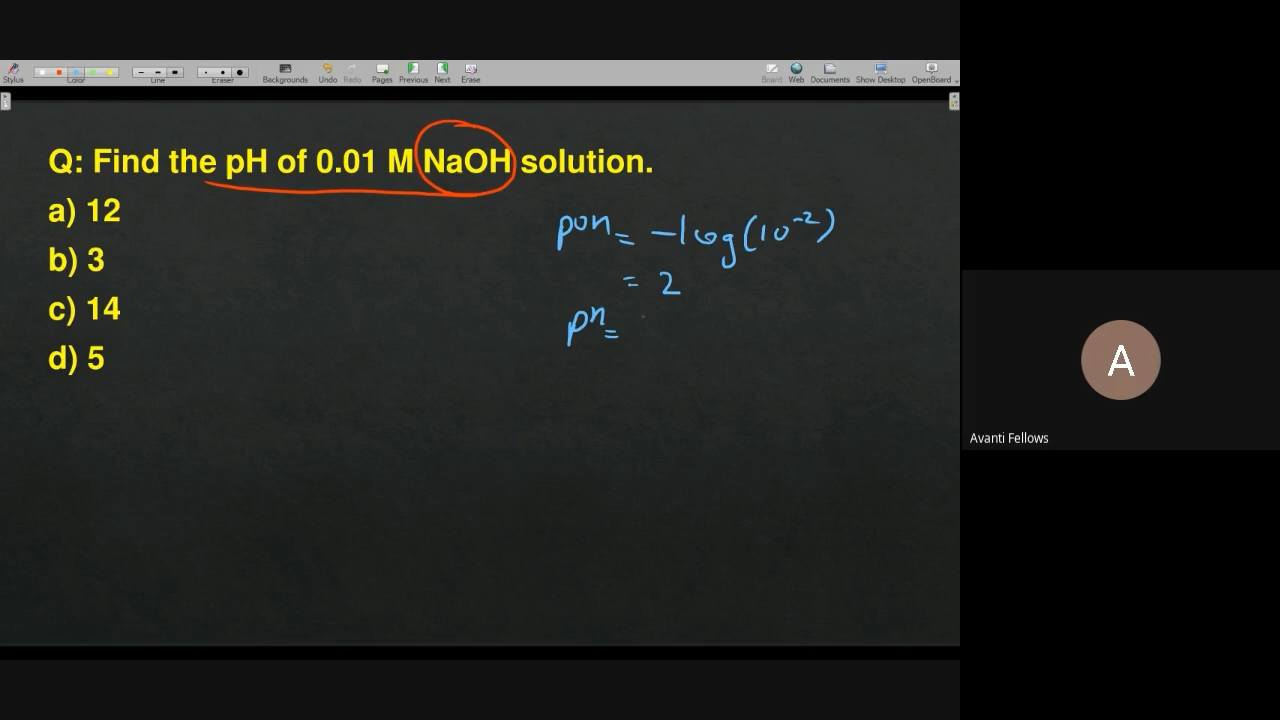 Stylus Color Line Eraser Backgrounds Undo Redo Pages Previous Next Erase Board Web Documents Show Desktop OpenBoard
Q: Find the pH of 0.01 M NaOH solution.
a) 12
b) 3
c) 14
d) 5
pOH = -log(10⁻²)
= 2
pH =
A
Avanti Fellows